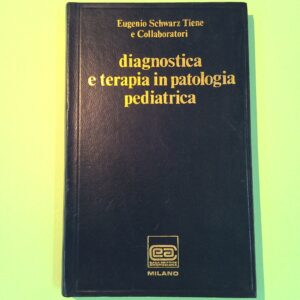 Eugenio Schwarz Tiene
e Collaboratori
diagnostica
e terapia in patologia
pediatrica
MILANO